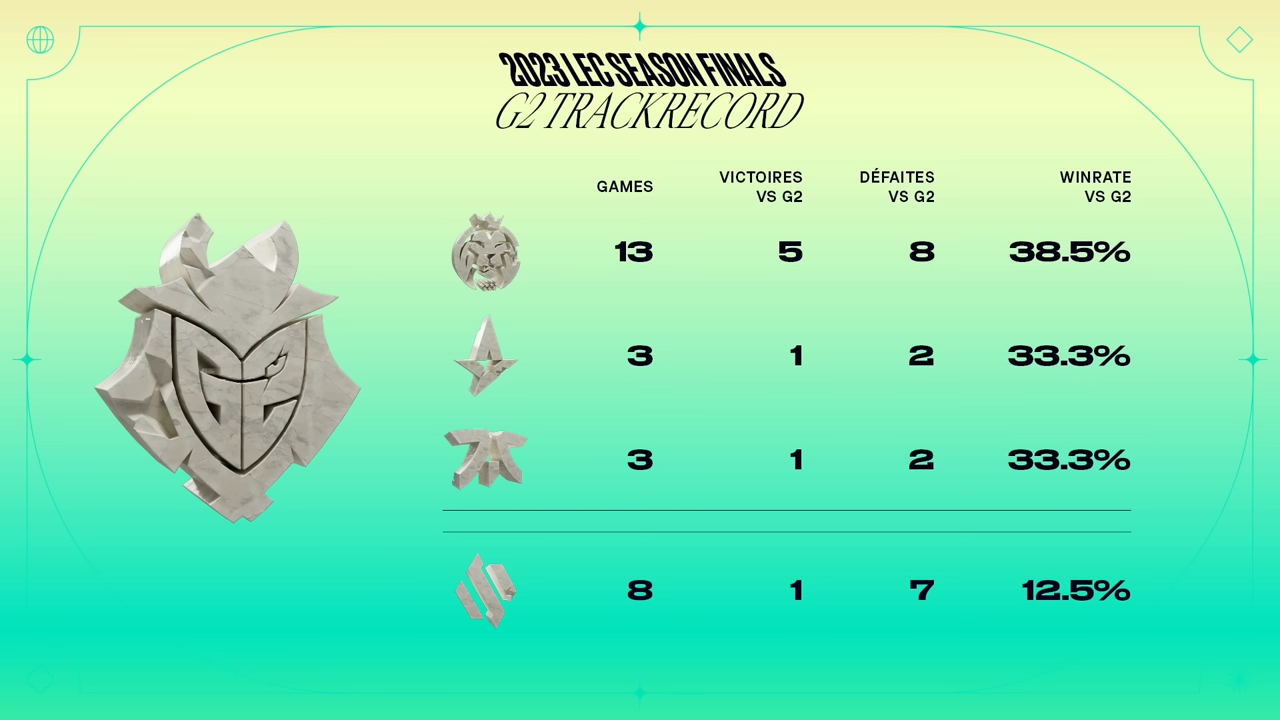 2023 LEC SEASON FINALS
G2 TRACKRECORD
GAMES VICTOIRES VS G2 DÉFAITES VS G2 WINRATE VS G2
13 5 8 38.5%
3 1 2 33.3%
3 1 2 33.3%
8 1 7 12.5%
G2